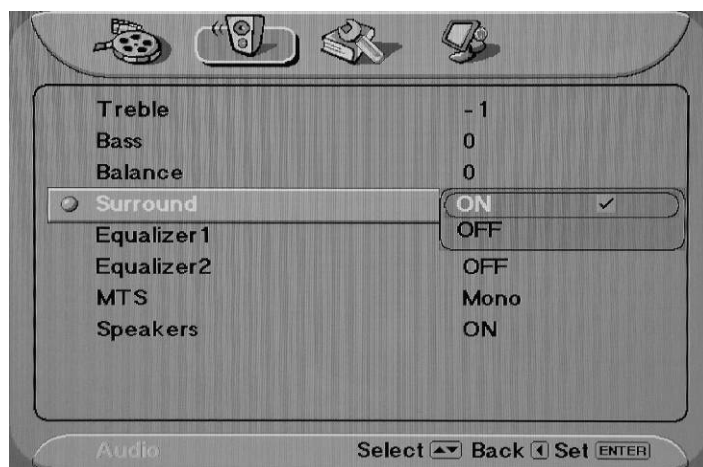 Treble -1
Bass 0
Balance 0
Surround ON ✓
Equalizer1 OFF
Equalizer2 OFF
MTS Mono
Speakers ON
Audio Select ▲▼ Back ◀ Set ENTER